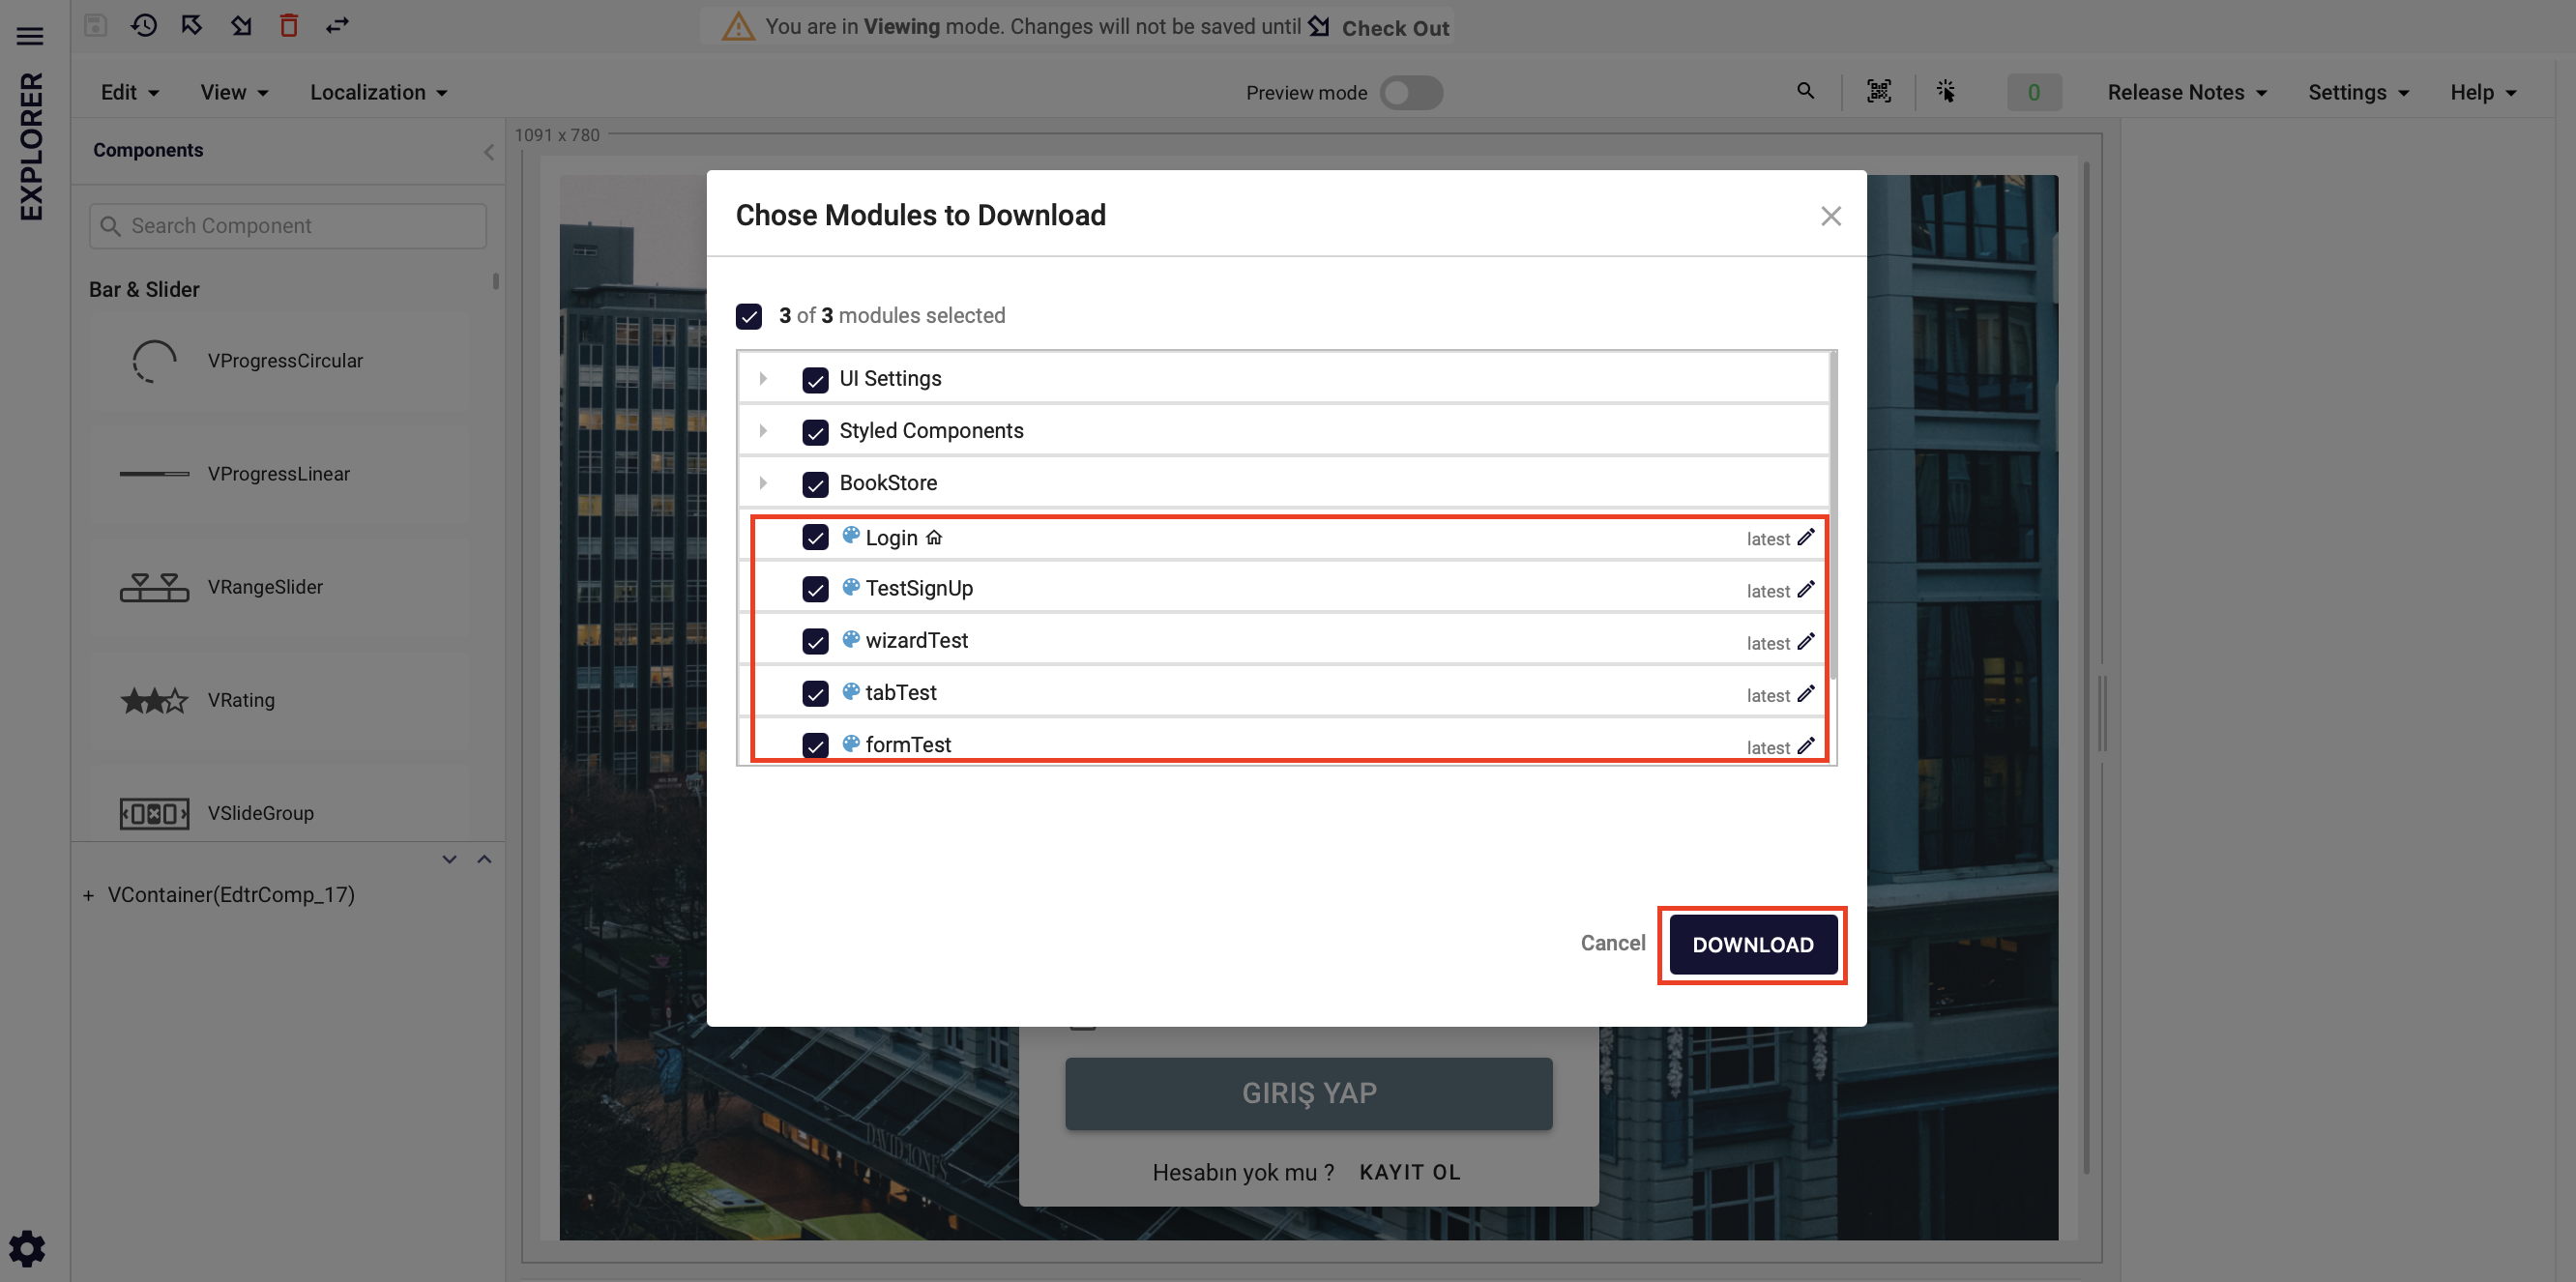 You are in Viewing mode. Changes will not be saved until Check Out
EXPLORER
Edit View Localization Preview mode 0 Release Notes Settings Help
Components
1091 x 780
Search Component
Bar & Slider
VProgressCircular
VProgressLinear
VRangeSlider
VRating
VSlideGroup
+ VContainer(EdtrComp_17)
Chose Modules to Download
3 of 3 modules selected
UI Settings
Styled Components
BookStore
Login latest
TestSignUp latest
wizardTest latest
tabTest latest
formTest latest
Cancel DOWNLOAD
GIRIŞ YAP
DAVID JONES
Hesabın yok mu ? KAYIT OL